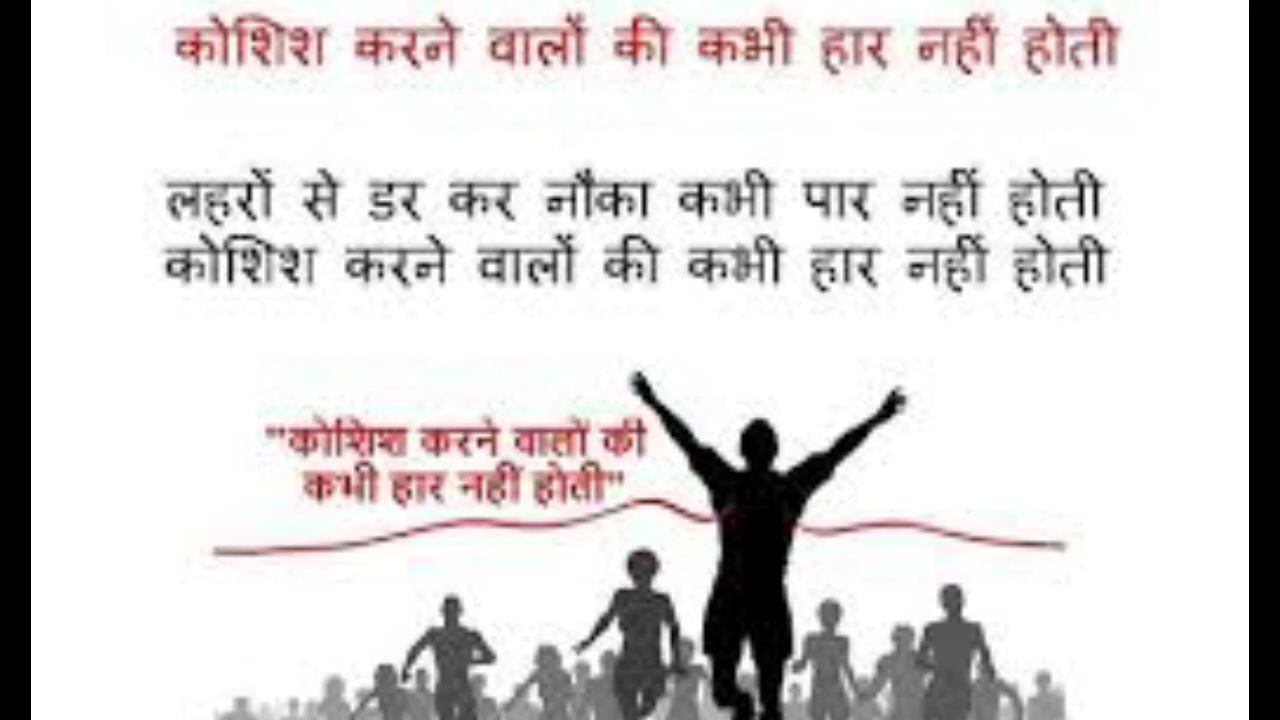 कोशिश करने वालों की कभी हार नहीं होती
लहरों से डर कर नौका कभी पार नहीं होती
कोशिश करने वालों की कभी हार नहीं होती
"कोशिश करने वालों की
कभी हार नहीं होती"